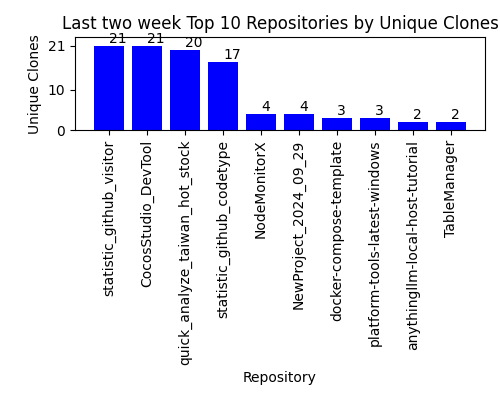 Last two week Top 10 Repositories by Unique Clones
Unique Clones
21
10
0
21
21
20
17
4
4
3
3
2
2
statistic_github_visitor
CocosStudio_DevTool
quick_analyze_taiwan_hot_stock
statistic_github_codetype
NodeMonitorX
NewProject_2024_09_29
docker-compose-template
platform-tools-latest-windows
anythingllm-local-host-tutorial
TableManager
Repository